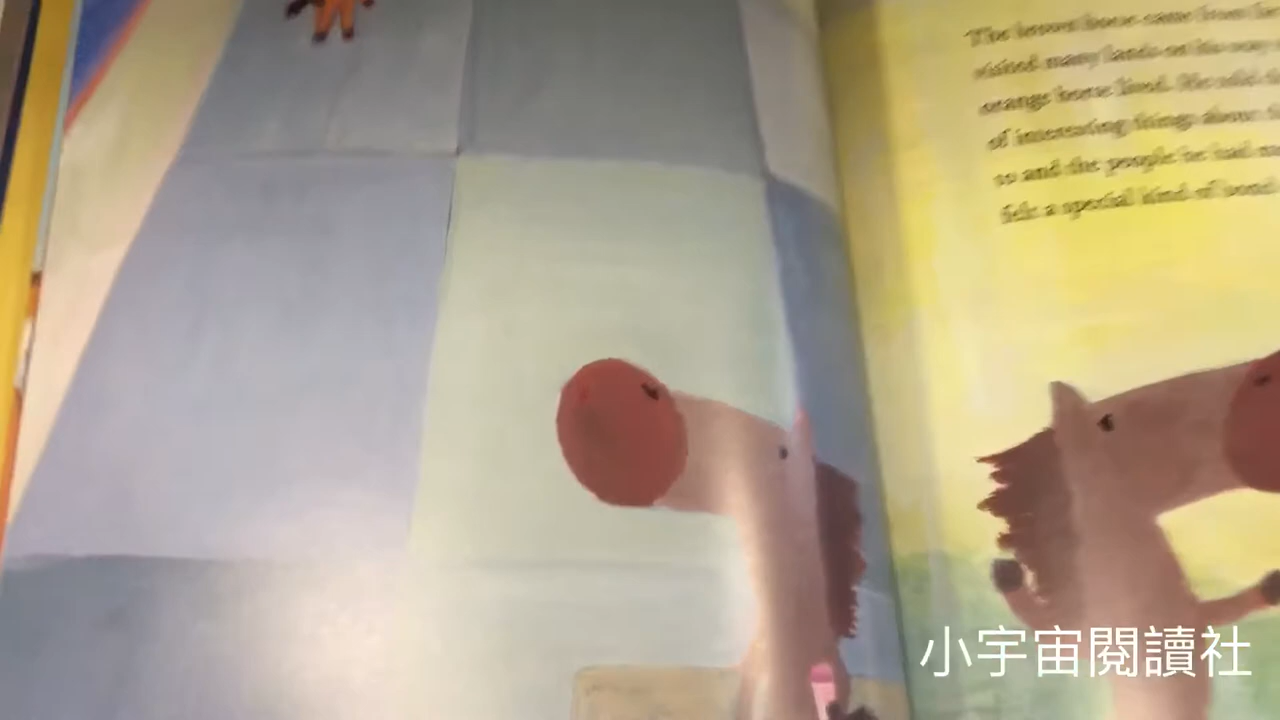 The brown horse came from far
visited many lands on his way
orange horse lived. He told
of interesting things about
to and the people he had
felt a special kind of bond
小宇宙閱讀社